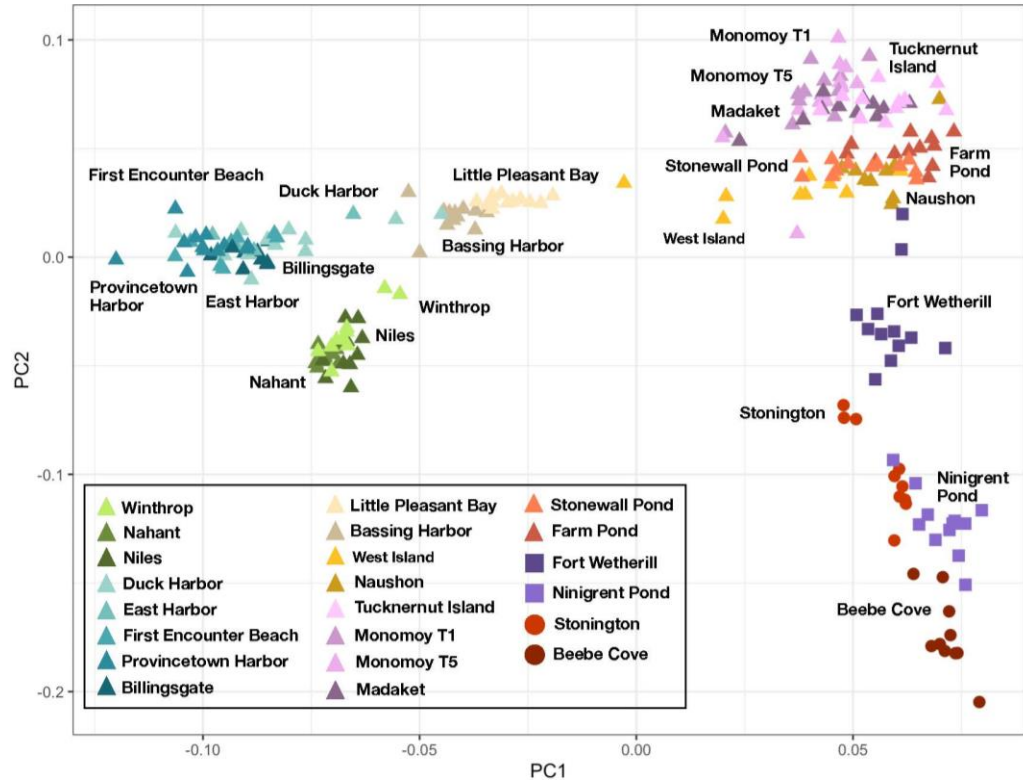 0.1
0.0
-0.1
-0.2
PC2
-0.10
-0.05
0.00
0.05
PC1
Monomoy T1
Tucknernut
Island
Monomoy T5
Madaket
Stonewall Pond
Farm
Pond
Naushon
West Island
First Encounter Beach
Duck Harbor
Little Pleasant Bay
Bassing Harbor
Billingsgate
Provincetown
Harbor
East Harbor
Winthrop
Niles
Nahant
Fort Wetherill
Stonington
Ninigrent
Pond
Beebe Cove
Winthrop
Nahant
Niles
Duck Harbor
East Harbor
First Encounter Beach
Provincetown Harbor
Billingsgate
Little Pleasant Bay
Bassing Harbor
West Island
Naushon
Tucknernut Island
Monomoy T1
Monomoy T5
Madaket
Stonewall Pond
Farm Pond
Fort Wetherill
Ninigrent Pond
Stonington
Beebe Cove